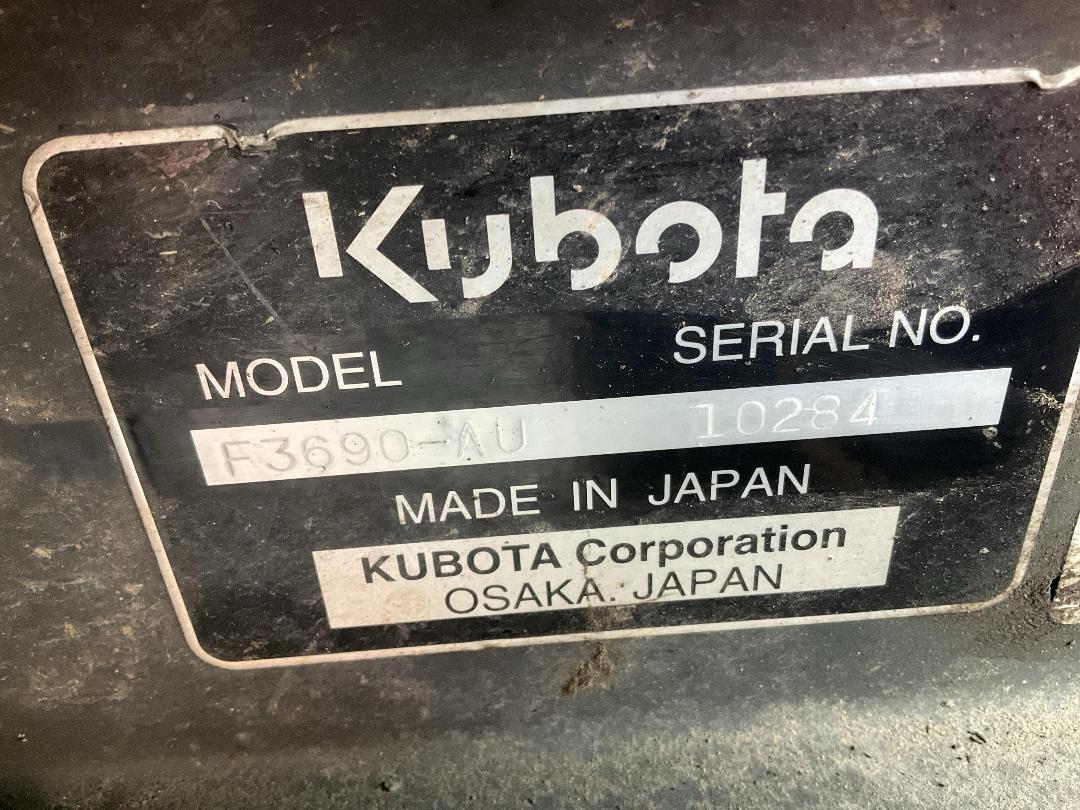 Kubota
MODEL SERIAL NO.
F3690-AU 10284
MADE IN JAPAN
KUBOTA Corporation
OSAKA. JAPAN